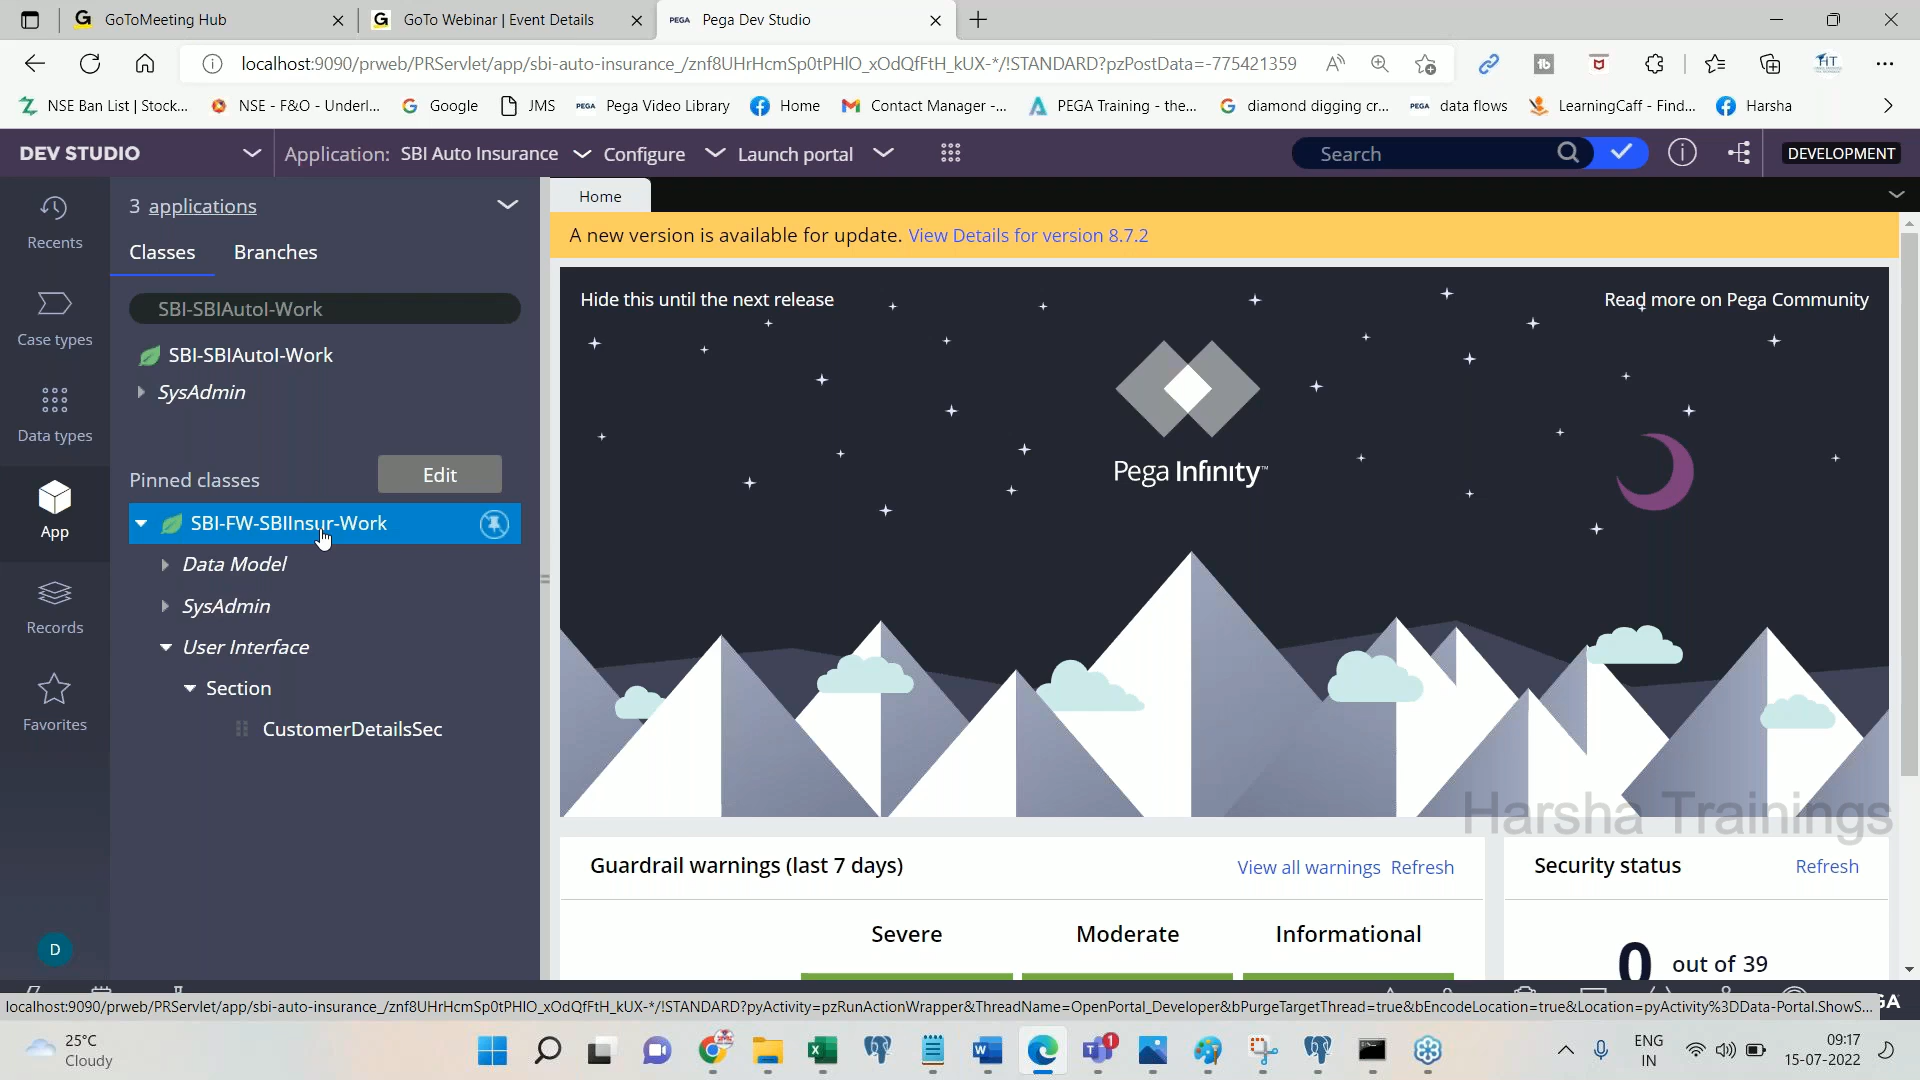 GoToMeeting Hub
GoTo Webinar | Event Details
PEGA Pega Dev Studio
localhost:9090/prweb/PRServlet/app/sbi-auto-insurance_/znf8UHrHcmSp0tPHlO_xOdQfFtH_kUX-*/!STANDARD?pzPostData=-775421359
NSE Ban List | Stock... NSE - F&O - Underl... Google JMS PEGA Pega Video Library Home Contact Manager -... PEGA Training - the... diamond digging cr... PEGA data flows LearningCaff - Find... Harsha
DEV STUDIO Application: SBI Auto Insurance Configure Launch portal Search DEVELOPMENT
Recents
Case types
Data types
App
Records
Favorites
D
3 applications
Classes Branches
SBI-SBIAutoI-Work
SBI-SBIAutoI-Work
SysAdmin
Pinned classes Edit
SBI-FW-SBIInsur-Work
Data Model
SysAdmin
User Interface
Section
CustomerDetailsSec
Home
A new version is available for update. View Details for version 8.7.2
Hide this until the next release Read more on Pega Community
Pega Infinity™
Harsha Trainings
Guardrail warnings (last 7 days) View all warnings Refresh
Severe Moderate Informational
Security status Refresh
0 out of 39
localhost:9090/prweb/PRServlet/app/sbi-auto-insurance_/znf8UHrHcmSp0tPHlO_xOdQfFtH_kUX-*/!STANDARD?pyActivity=pzRunActionWrapper&ThreadName=OpenPortal_Developer&bPurgeTargetThread=true&bEncodeLocation=true&Location=pyActivity%3DData-Portal.ShowS...
25°C
Cloudy
1
ENG
IN
09:17
15-07-2022